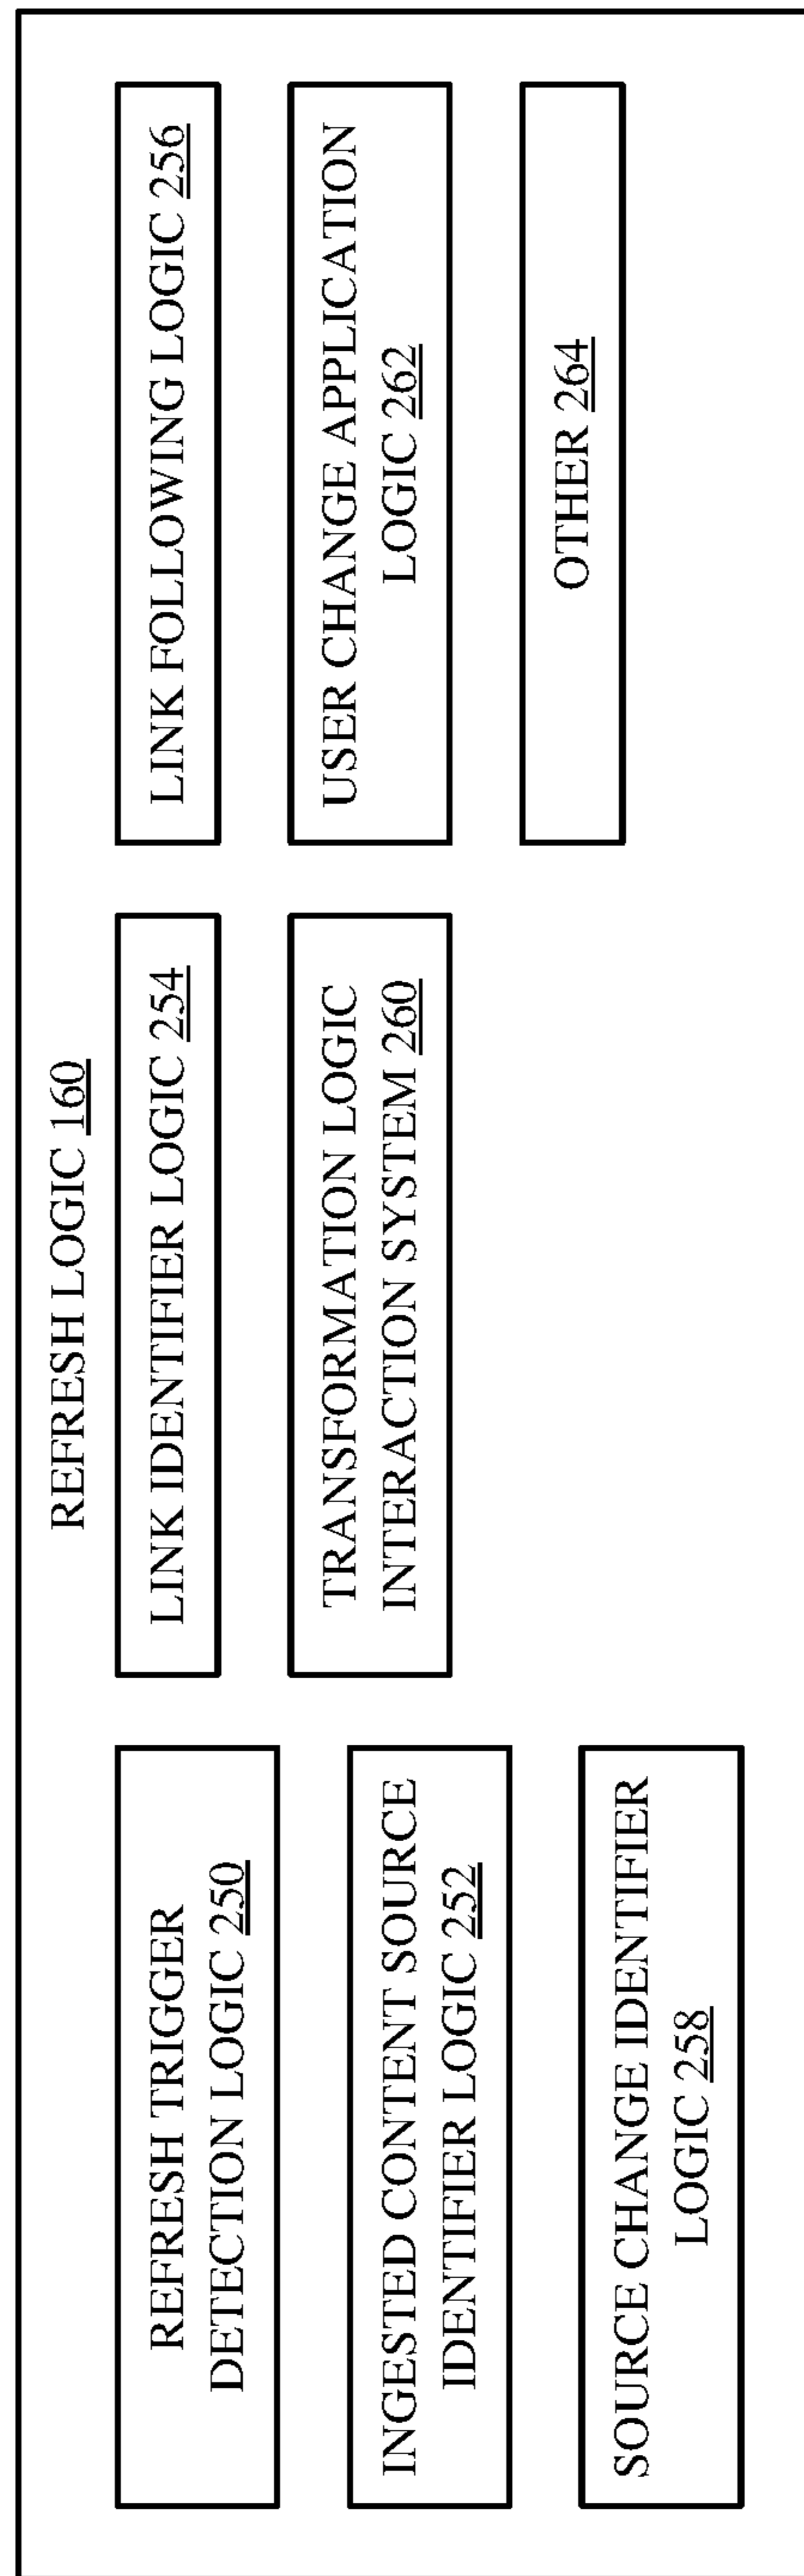 REFRESH LOGIC 160
REFRESH TRIGGER
DETECTION LOGIC 250
INGESTED CONTENT SOURCE
IDENTIFIER LOGIC 252
SOURCE CHANGE IDENTIFIER
LOGIC 258
LINK IDENTIFIER LOGIC 254
TRANSFORMATION LOGIC
INTERACTION SYSTEM 260
LINK FOLLOWING LOGIC 256
USER CHANGE APPLICATION
LOGIC 262
OTHER 264